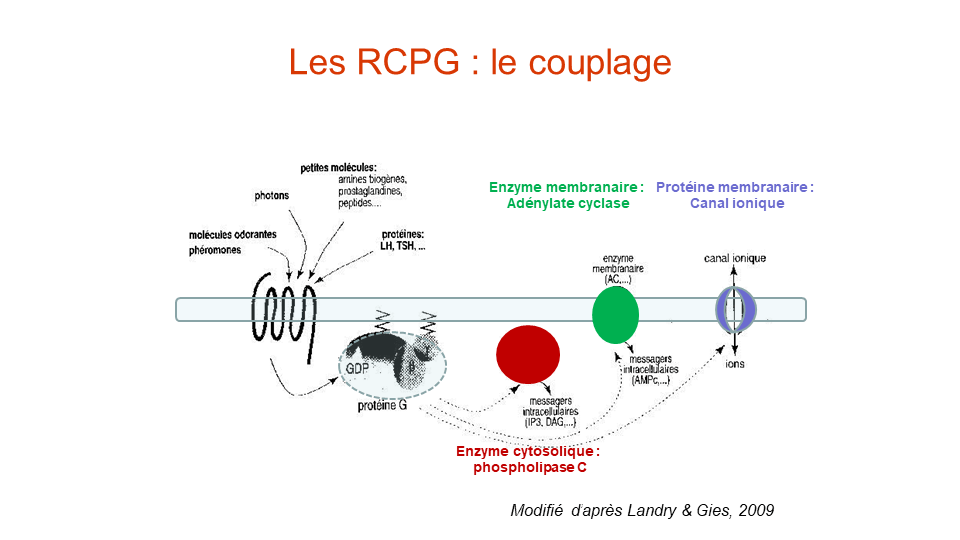 Les RCPG : le couplage
petites molécules:
amines biogènes,
prostaglandines,
peptides....
photons
molécules odorantes
phéromones
protéines:
LH, TSH, ...
Enzyme membranaire :
Adénylate cyclase
Protéine membranaire :
Canal ionique
enzyme
membranaire
(AC,...)
canal ionique
GDP
β
γ
protéine G
messagers
intracellulaires
(IP3, DAG,...)
messagers
intracellulaires
(AMPc,...)
ions
Enzyme cytosolique :
phospholipase C
Modifié d'après Landry & Gies, 2009